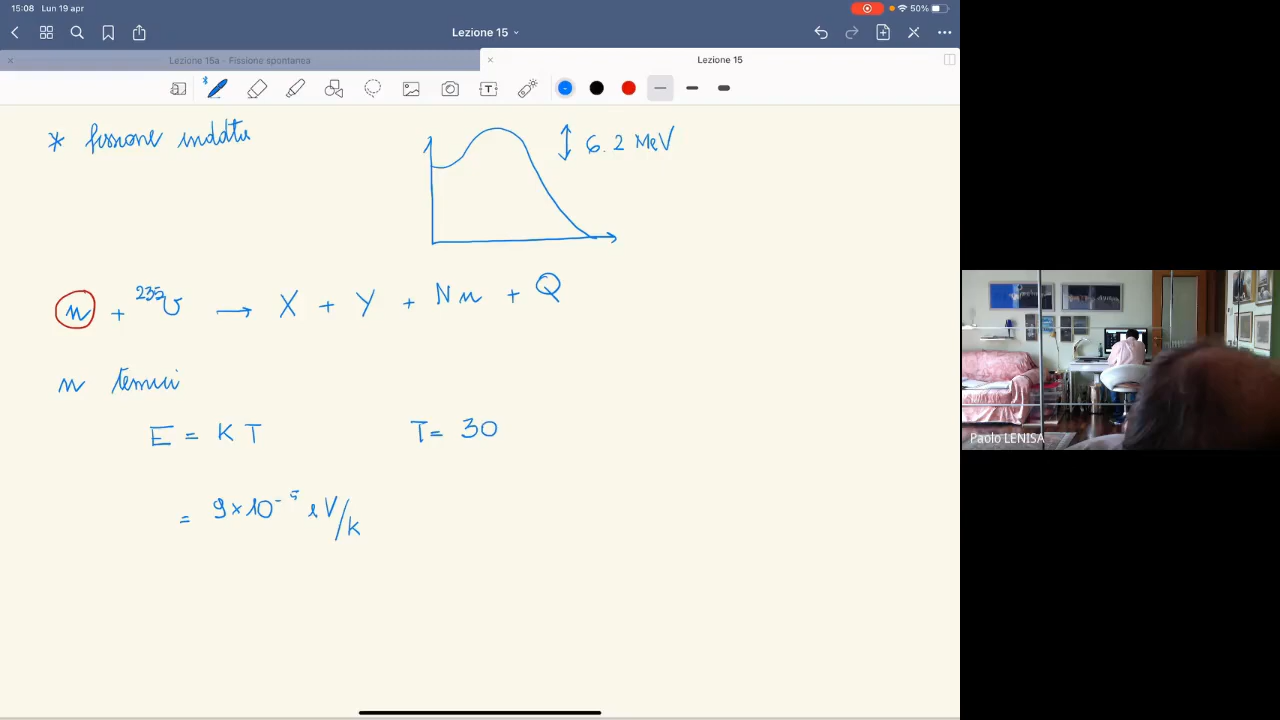 15:08 Lun 19 apr
50%
Lezione 15
Lezione 15a - Fissione spontanea
Lezione 15
* fissione indotta
6.2 MeV
n + 235U → X + Y + Nn + Q
n termici
E = KT
T = 30
= 9×10⁻⁵ eV/K
Paolo LENISA